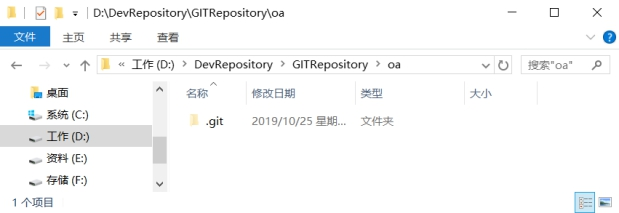 D:\DevRepository\GITRepository\oa
文件 主页 共享 查看
« 工作 (D:) DevRepository GITRepository oa 搜索"oa"
名称 修改日期 类型 大小
桌面
系统 (C:)
.git 2019/10/25 星期... 文件夹
工作 (D:)
资料 (E:)
存储 (F:)
1 个项目